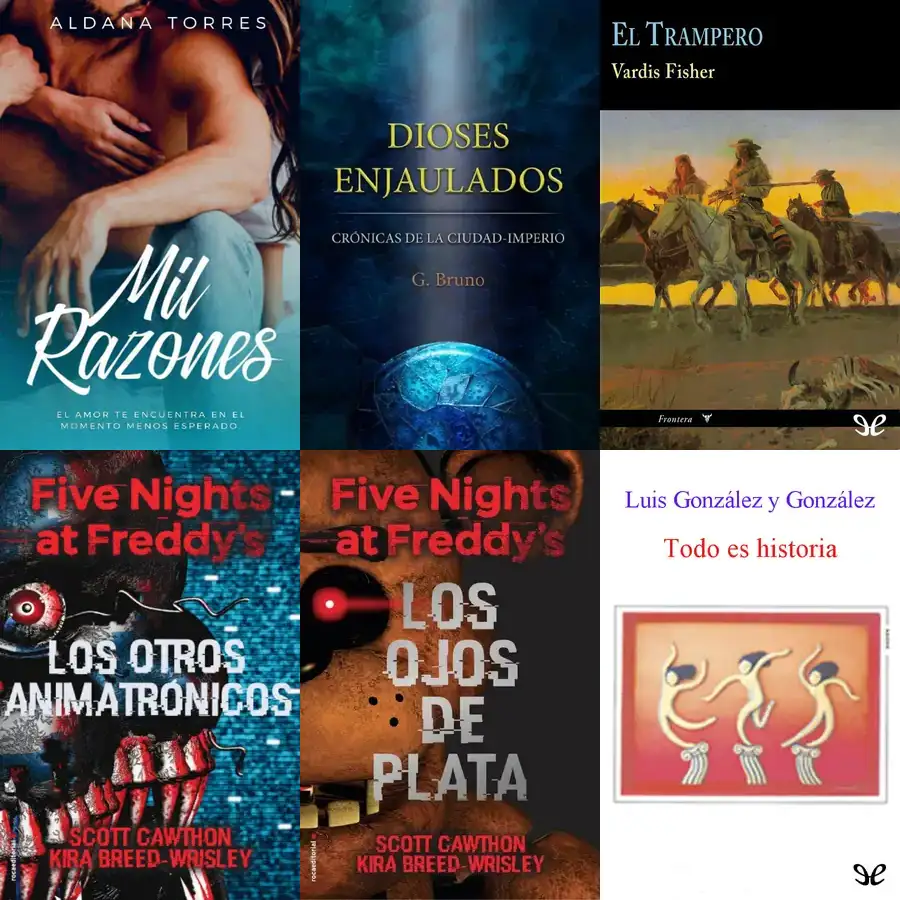 ALDANA TORRES
Mil
Razones
EL AMOR TE ENCUENTRA EN EL
MOMENTO MENOS ESPERADO.
DIOSES
ENJAULADOS
CRÓNICAS DE LA CIUDAD-IMPERIO
G. Bruno
EL TRAMPERO
Vardis Fisher
Frontera
Five Nights
at Freddy's
LOS OTROS
ANIMATRÓNICOS
SCOTT CAWTHON
KIRA BREED-WRISLEY
rocaeditorial
Five Nights
at Freddy's
LOS OJOS
DE
PLATA
SCOTT CAWTHON
KIRA BREED-WRISLEY
rocaeditorial
Luis González y González
Todo es historia